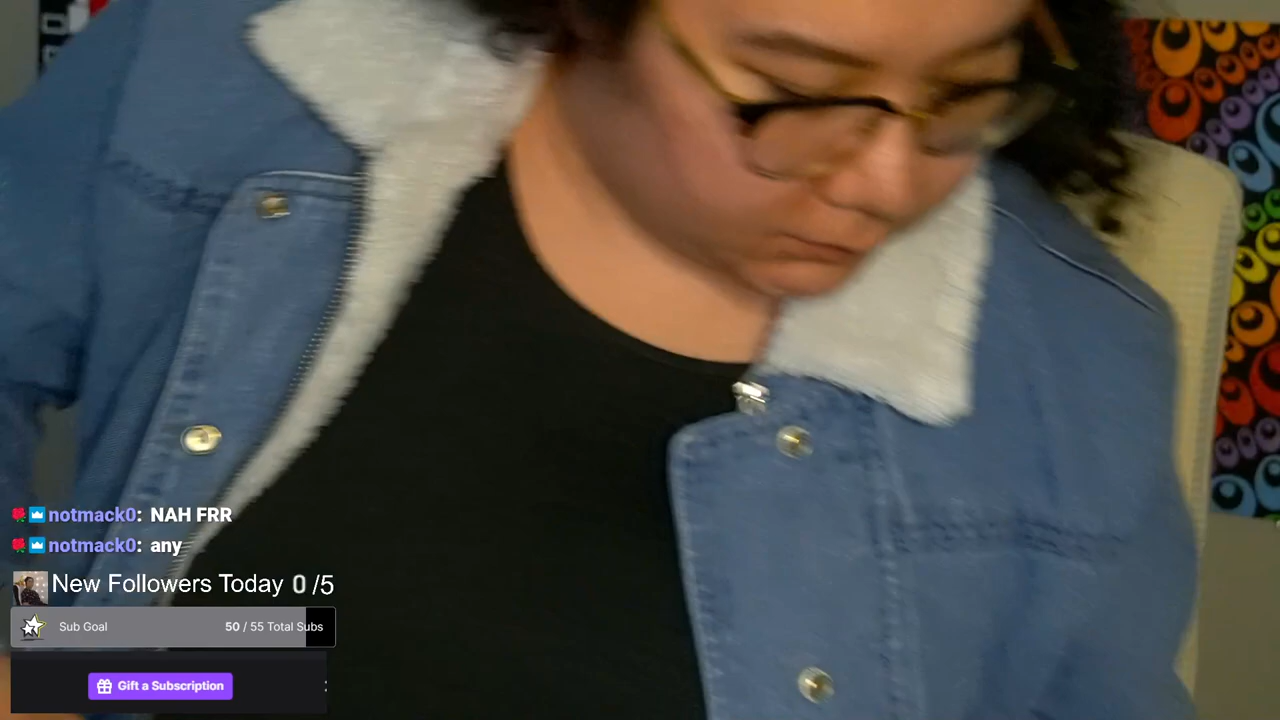 notmack0: NAH FRR
notmack0: any
New Followers Today 0 /5
Sub Goal 50 / 55 Total Subs
Gift a Subscription :